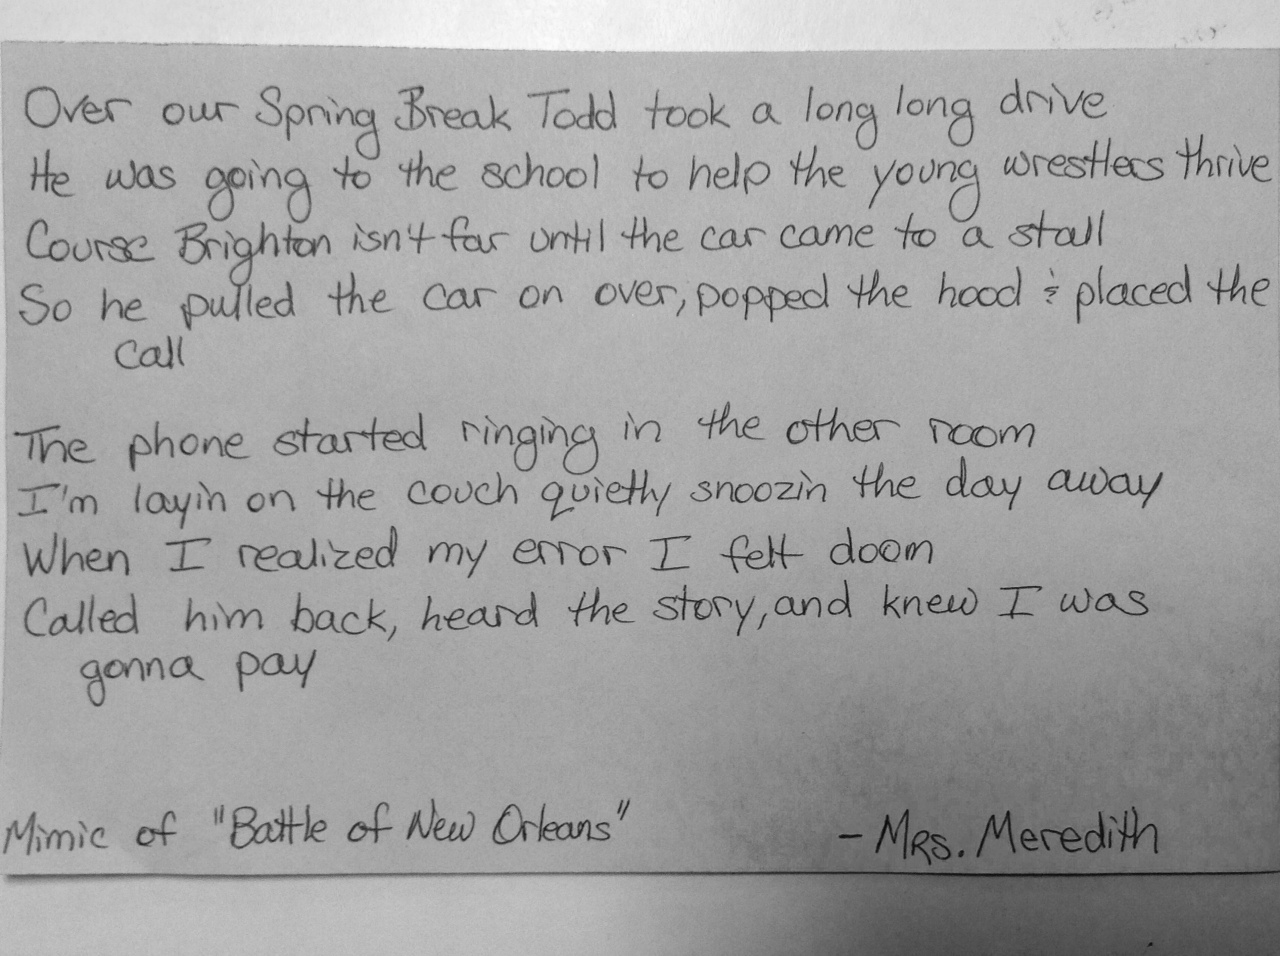 Over our Spring Break Todd took a long long drive
He was going to the school to help the young wrestlers thrive
Course Brighton isn't far until the car came to a stall
So he pulled the car on over, popped the hood & placed the
call
The phone started ringing in the other room
I'm layin on the couch quietly snoozin the day away
When I realized my error I felt doom
Called him back, heard the story, and knew I was
gonna pay
Mimic of "Battle of New Orleans" - Mrs. Meredith